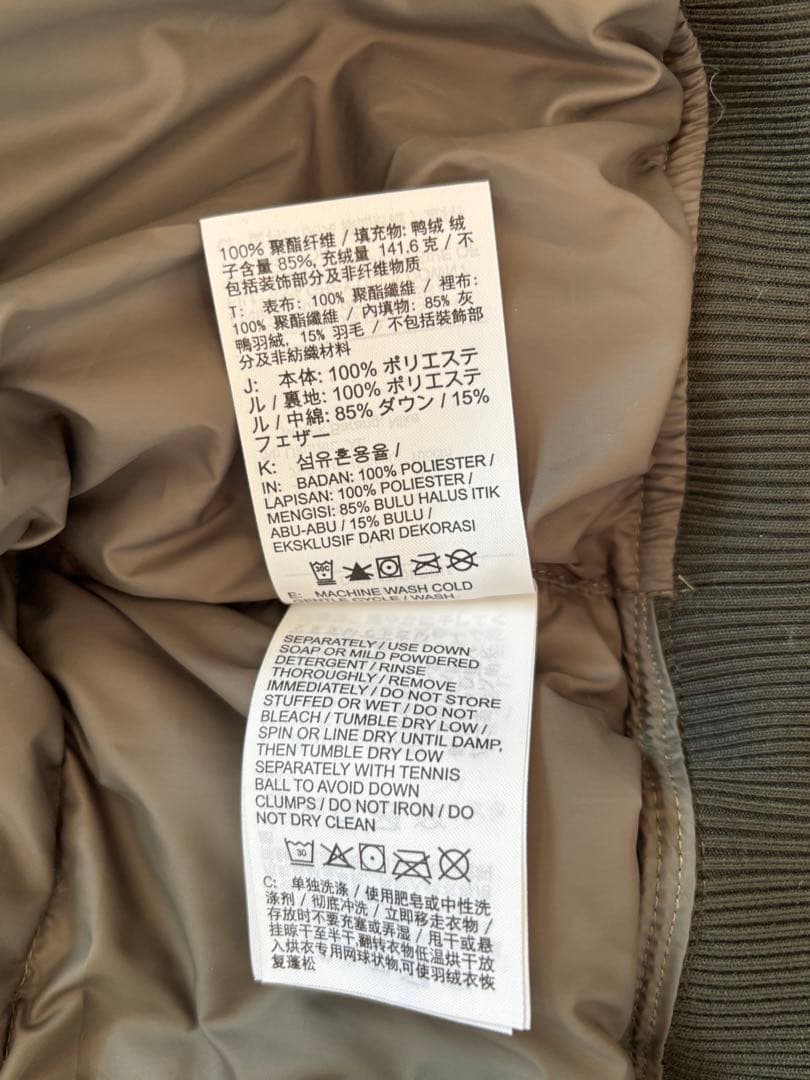 100% 聚酯纤维 / 填充物: 鸭绒 绒
子含量 85%, 充绒量 141.6 克 / 不
包括装饰部分及非纤维物质
T: 表布: 100% 聚酯纖維 / 裡布:
100% 聚酯纖維 / 內填物: 85% 灰
鴨羽絨, 15% 羽毛 / 不包括裝飾部
分及非紡織材料
J: 本体: 100% ポリエステ
ル / 裏地: 100% ポリエステ
ル / 中綿: 85% ダウン / 15%
フェザー
K: 섬유혼용율 /
IN: BADAN: 100% POLIESTER /
LAPISAN: 100% POLIESTER /
MENGISI: 85% BULU HALUS ITIK
ABU-ABU / 15% BULU /
EKSKLUSIF DARI DEKORASI
30C
E: MACHINE WASH COLD
GENTLE CYCLE / WASH
SEPARATELY / USE DOWN
SOAP OR MILD POWDERED
DETERGENT / RINSE
THOROUGHLY / REMOVE
IMMEDIATELY / DO NOT STORE
STUFFED OR WET / DO NOT
BLEACH / TUMBLE DRY LOW /
SPIN OR LINE DRY UNTIL DAMP,
THEN TUMBLE DRY LOW
SEPARATELY WITH TENNIS
BALL TO AVOID DOWN
CLUMPS / DO NOT IRON / DO
NOT DRY CLEAN
30
C: 单独洗涤 / 使用肥皂或中性洗
涤剂 / 彻底冲洗 / 立即移走衣物 /
存放时不要充塞或弄湿 / 甩干或悬
挂晾干至半干,翻转衣物低温烘干放
入烘衣专用网球状物,可使羽绒衣恢
复蓬松